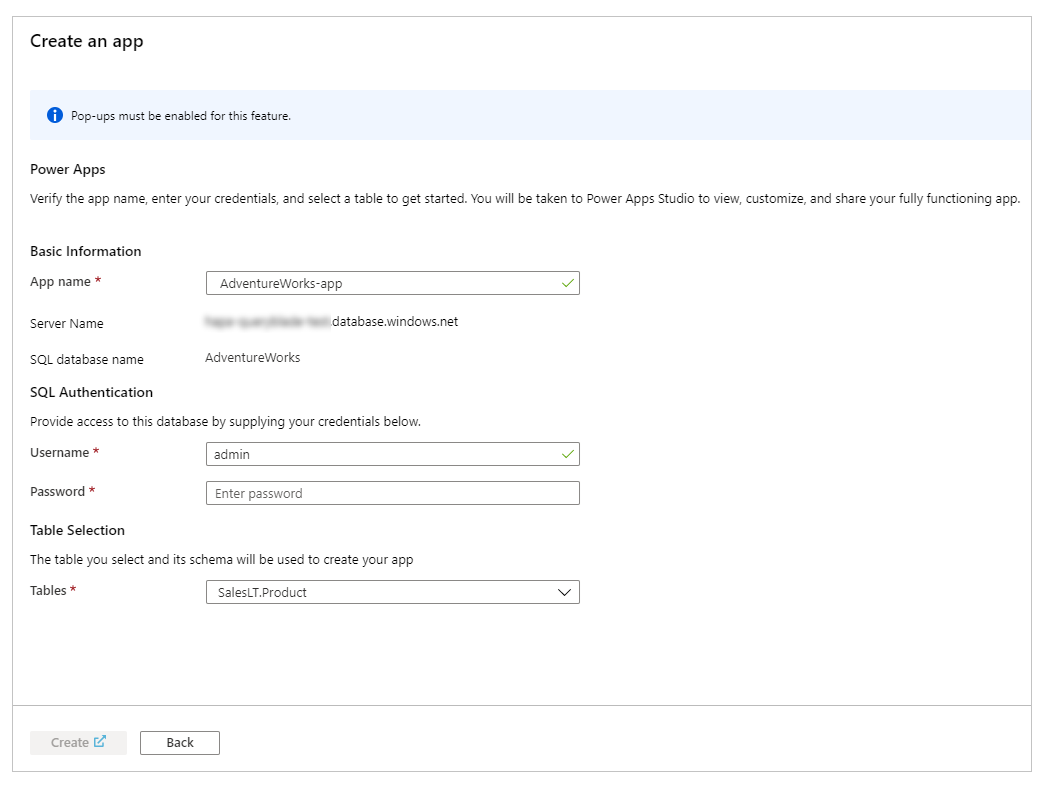 Create an app
Pop-ups must be enabled for this feature.
Power Apps
Verify the app name, enter your credentials, and select a table to get started. You will be taken to Power Apps Studio to view, customize, and share your fully functioning app.
Basic Information
App name * AdventureWorks-app
Server Name .database.windows.net
SQL database name AdventureWorks
SQL Authentication
Provide access to this database by supplying your credentials below.
Username * admin
Password * Enter password
Table Selection
The table you select and its schema will be used to create your app
Tables * SalesLT.Product
Create Back